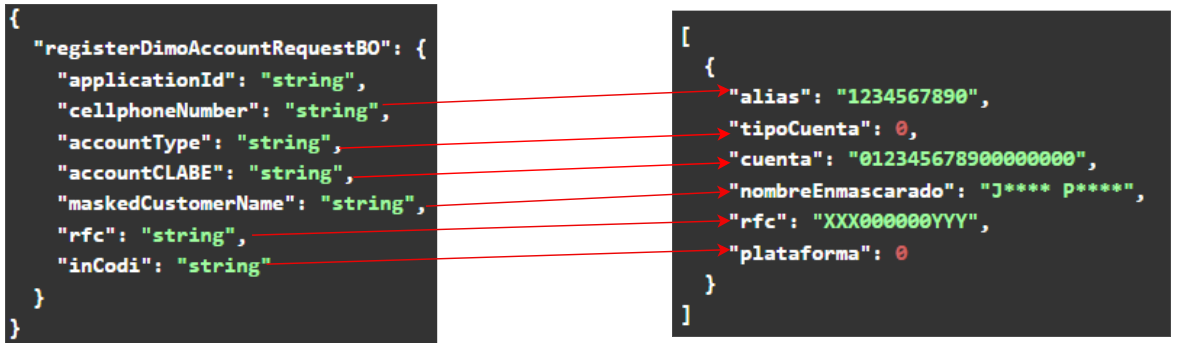 {
"registerDimoAccountRequestBO": {
"applicationId": "string",
"cellphoneNumber": "string",
"accountType": "string",
"accountCLABE": "string",
"maskedCustomerName": "string",
"rfc": "string",
"inCodi": "string"
}
}
[
{
"alias": "1234567890",
"tipoCuenta": 0,
"cuenta": "012345678900000000",
"nombreEnmascarado": "J**** P****",
"rfc": "XXX000000YYY",
"plataforma": 0
}
]